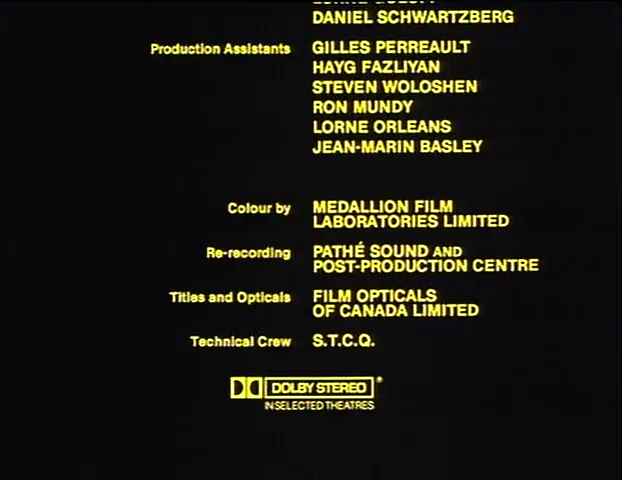 DANIEL SCHWARTZBERG
Production Assistants GILLES PERREAULT
HAYG FAZLIYAN
STEVEN WOLOSHEN
RON MUNDY
LORNE ORLEANS
JEAN-MARIN BASLEY
Colour by MEDALLION FILM
LABORATORIES LIMITED
Re-recording PATHÉ SOUND AND
POST-PRODUCTION CENTRE
Titles and Opticals FILM OPTICALS
OF CANADA LIMITED
Technical Crew S.T.C.Q.
DOLBY STEREO ®
IN SELECTED THEATRES